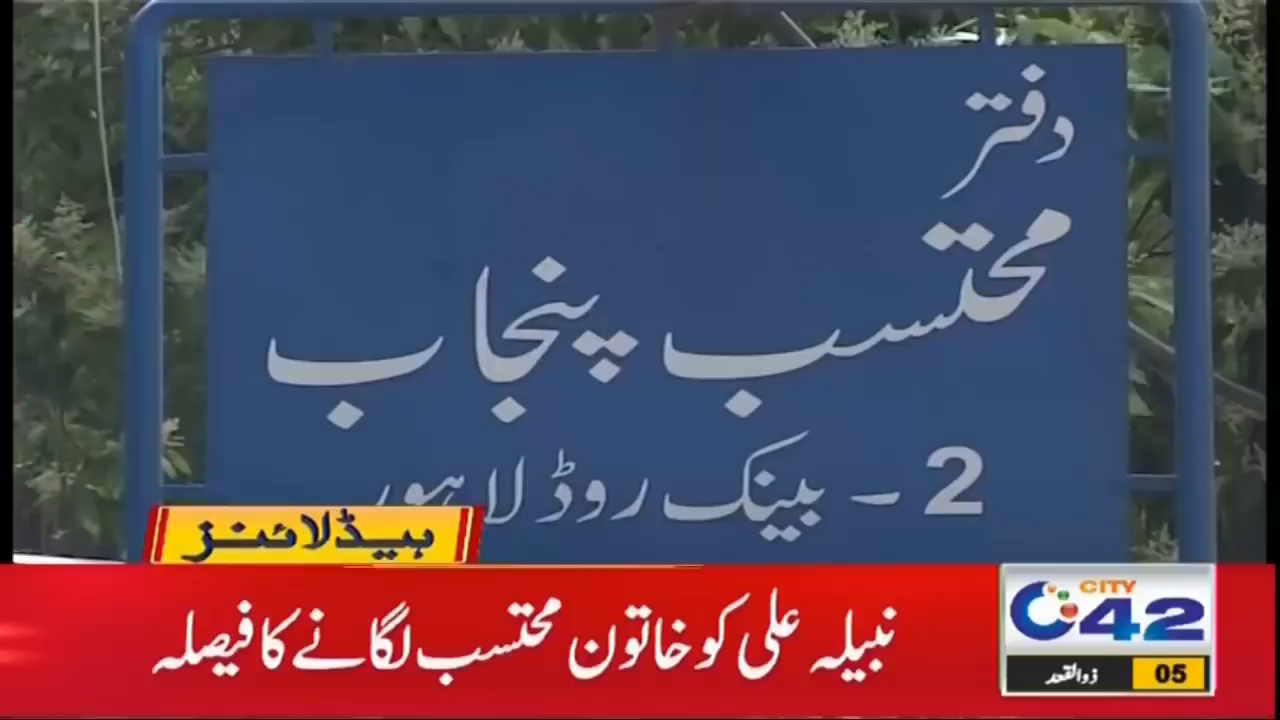 دفتر
محتسب پنجاب
2 - بینک روڈ لاہور
ہیڈلائنز
نبیلہ علی کو خاتون محتسب لگانے کا فیصلہ
CITY
42
ذوالقعد 05